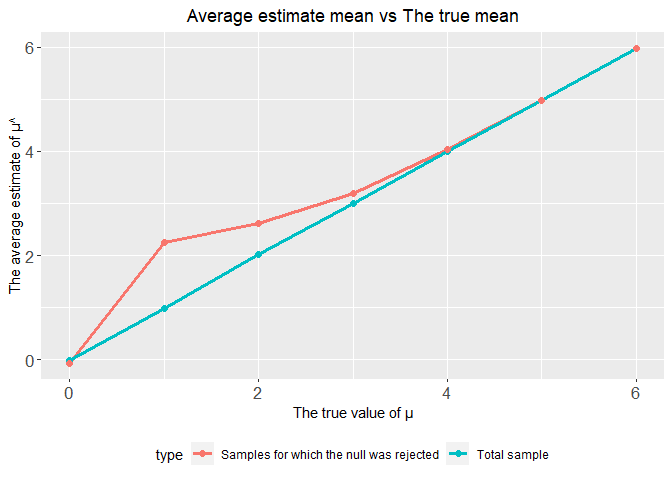 Average estimate mean vs The true mean
The average estimate of μ^
6
4
2
0
0 2 4 6
The true value of μ
type Samples for which the null was rejected Total sample